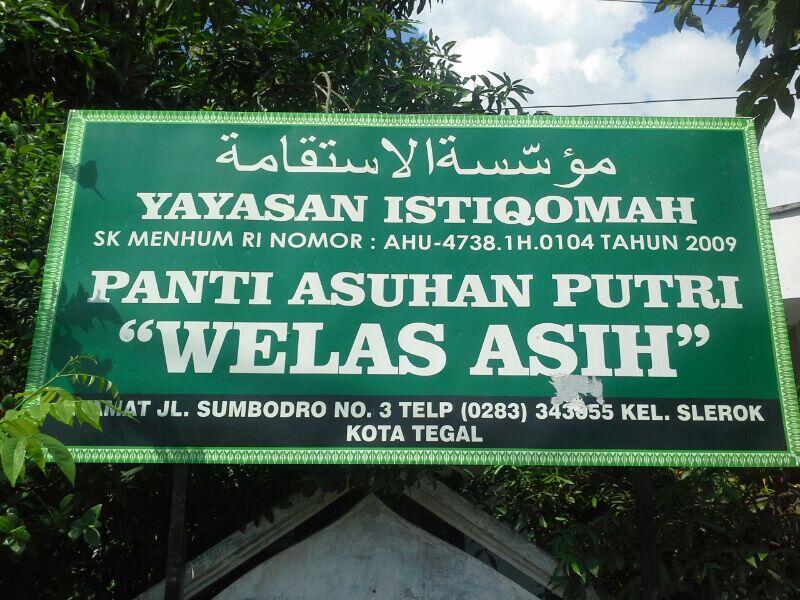 مؤسّسة الاستقامة
YAYASAN ISTIQOMAH
SK MENHUM RI NOMOR : AHU-4738.1H.0104 TAHUN 2009
PANTI ASUHAN PUTRI
“WELAS ASIH”
JL. SUMBODRO NO. 3 TELP (0283) KEL. SLEROK
KOTA TEGAL